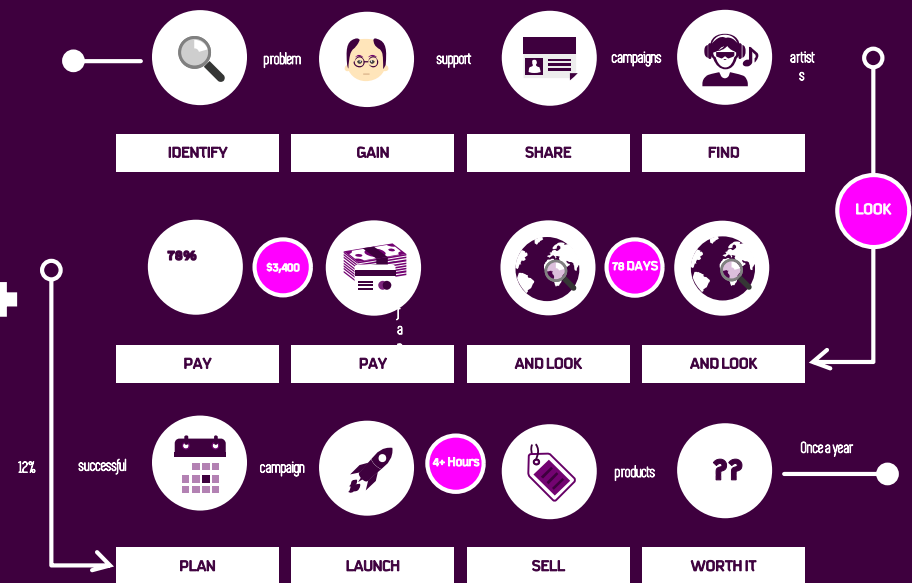 problem
support
campaigns
artist
s
IDENTIFY
GAIN
SHARE
FIND
LOOK
78%
$3,400
78 DAYS
j
a
PAY
PAY
AND LOOK
AND LOOK
12%
successful
campaign
4+ Hours
products
??
Once a year
PLAN
LAUNCH
SELL
WORTH IT